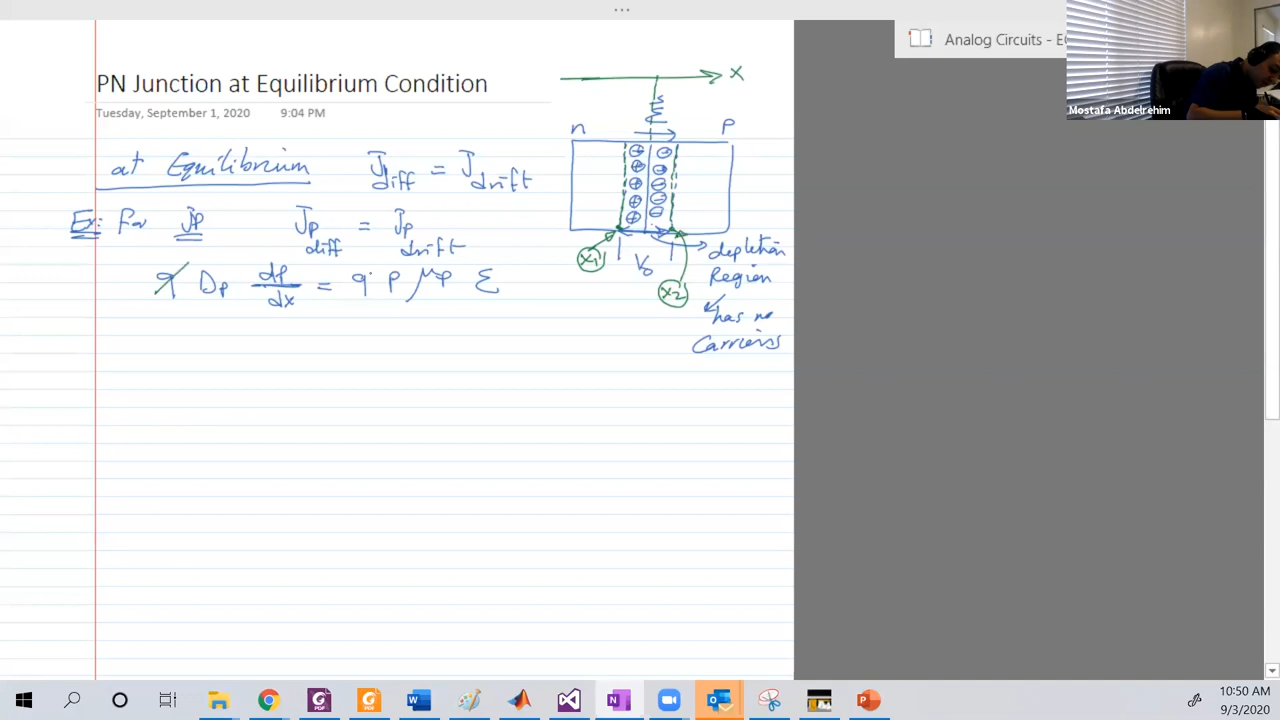 Analog Circuits - E
Mostafa Abdelrehim
PN Junction at Equilibrium Condition
Tuesday, September 1, 2020 9:04 PM
x
n P
at Equilibrium J diff = J drift
Ex: For Jp Jp diff = Jp drift
q Dp dp/dx = q P μp ε
x1 V0 x2
depletion
Region
has no
Carriers
10:50 AM
9/3/2020